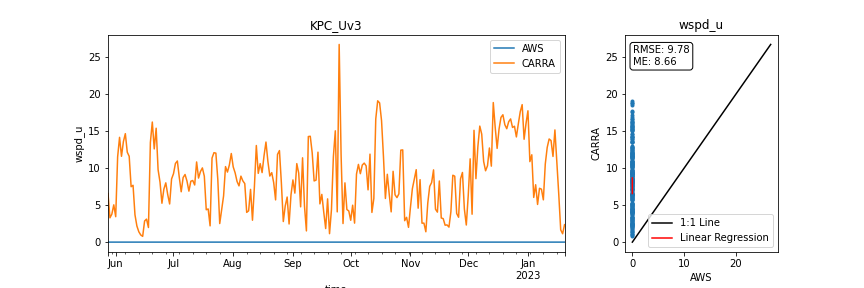 KPC_Uv3
wspd_u
25
20
15
10
5
0
wspd_u
AWS
CARRA
Jun
Jul
Aug
Sep
Oct
Nov
Dec
Jan
2023
time
wspd_u
RMSE: 9.78
ME: 8.66
25
20
15
10
5
0
CARRA
1:1 Line
Linear Regression
0
10
20
AWS